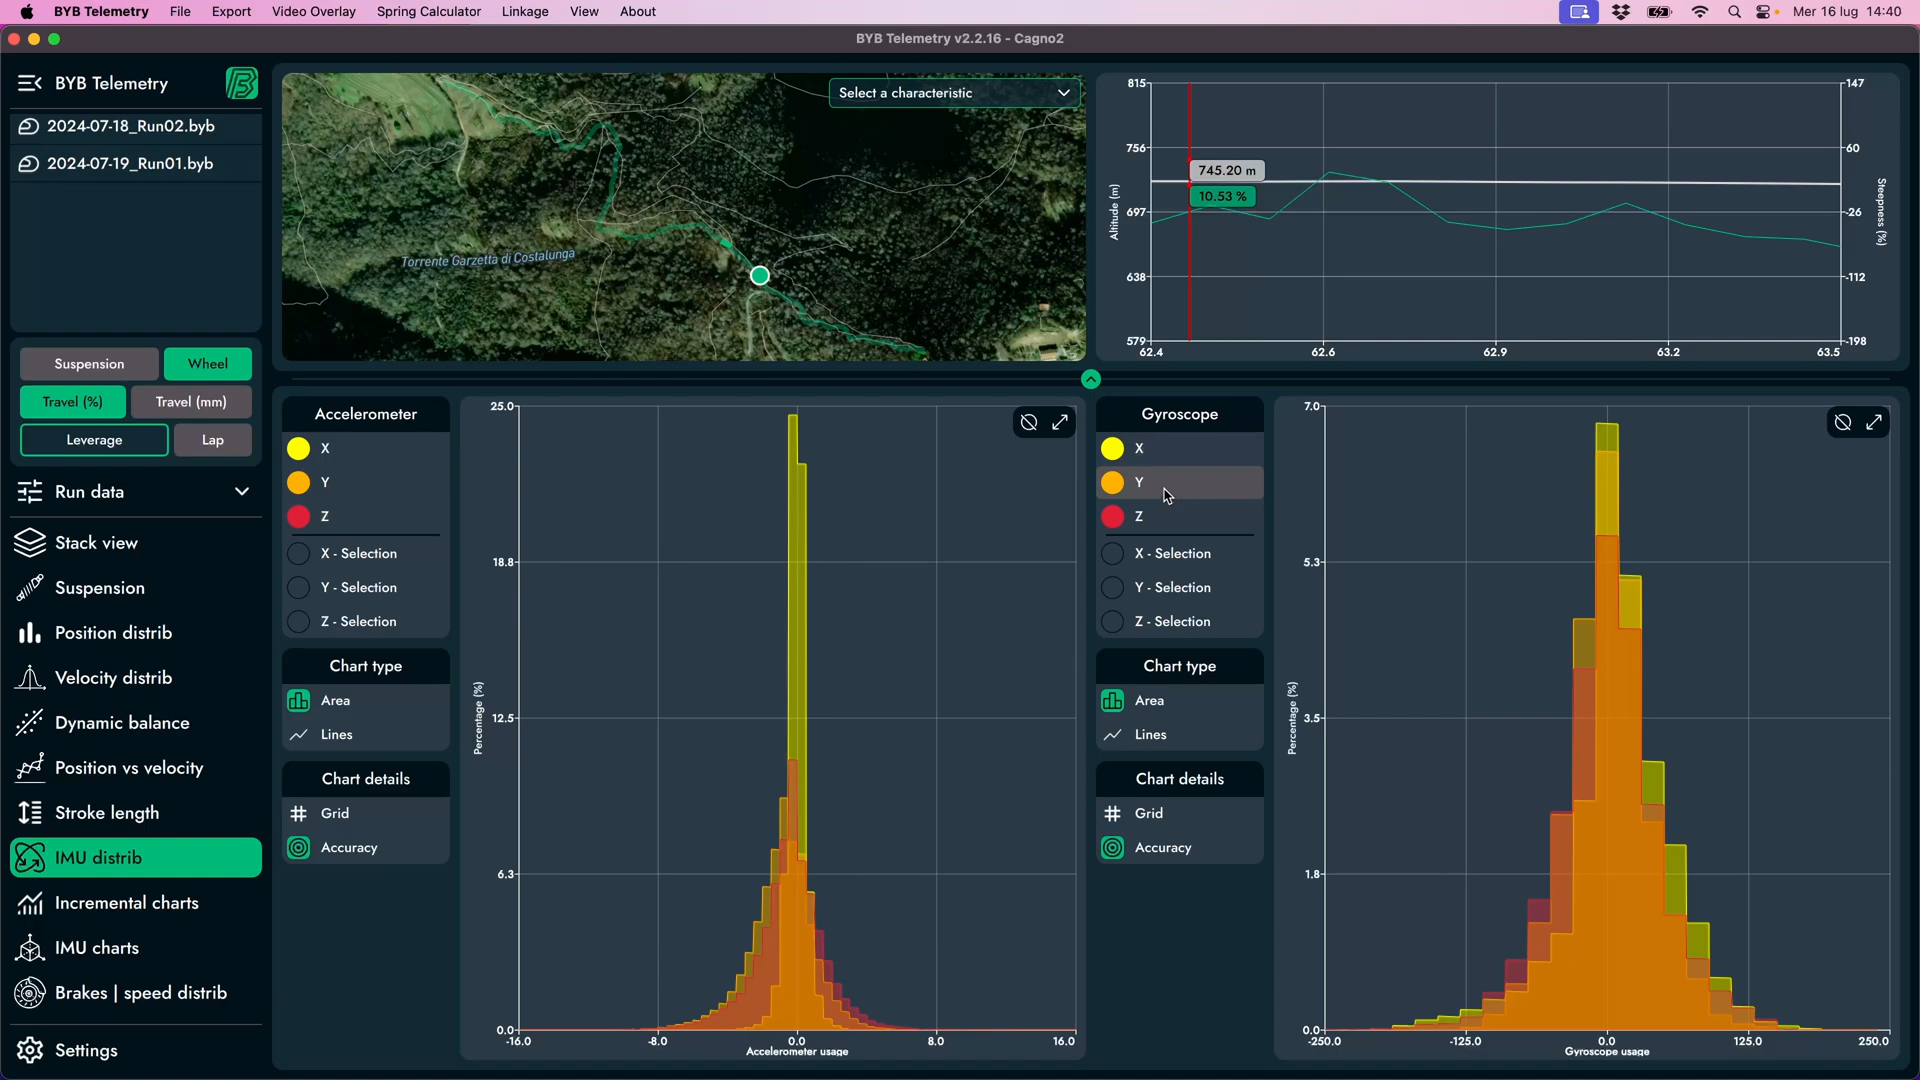 BYB Telemetry File Export Video Overlay Spring Calculator Linkage View About Mer 16 lug 14:40
BYB Telemetry v2.2.16 - Cagno2
BYB Telemetry
2024-07-18_Run02.byb
2024-07-19_Run01.byb
Suspension Wheel
Travel (%) Travel (mm)
Leverage Lap
Run data
Stack view
Suspension
Position distrib
Velocity distrib
Dynamic balance
Position vs velocity
Stroke length
IMU distrib
Incremental charts
IMU charts
Brakes | speed distrib
Settings
Select a characteristic
Torrente Garzetta di Costalunga
815
756
697
638
579
Altitude (m)
745.20 m
10.53 %
147
60
-26
-112
-198
Steepness (%)
62.4 62.6 62.9 63.2 63.5
Accelerometer
X
Y
Z
X - Selection
Y - Selection
Z - Selection
Chart type
Area
Lines
Chart details
Grid
Accuracy
25.0
18.8
12.5
6.3
0.0
Percentage (%)
-16.0 -8.0 0.0 8.0 16.0
Accelerometer usage
Gyroscope
X
Y
Z
X - Selection
Y - Selection
Z - Selection
Chart type
Area
Lines
Chart details
Grid
Accuracy
7.0
5.3
3.5
1.8
0.0
Percentage (%)
-250.0 -125.0 0.0 125.0 250.0
Gyroscope usage